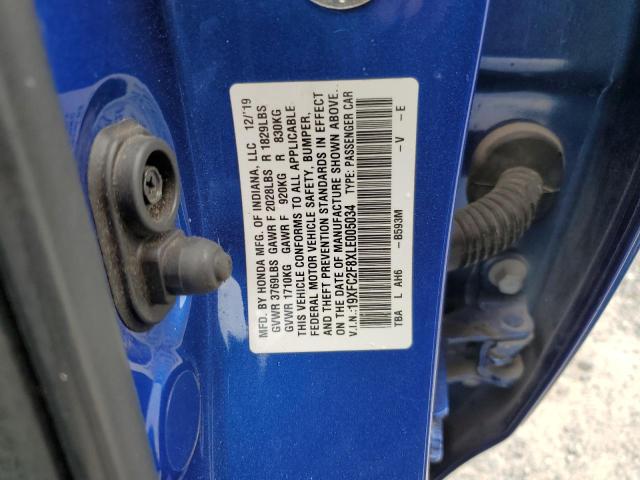 MFD. BY HONDA MFG. OF INDIANA, LLC 12/19
GVWR 3769LBS GAWR F 2028LBS R 1829LBS
GVWR 1710KG GAWR F 920KG R 830KG
THIS VEHICLE CONFORMS TO ALL APPLICABLE
FEDERAL MOTOR VEHICLE SAFETY, BUMPER,
AND THEFT PREVENTION STANDARDS IN EFFECT
ON THE DATE OF MANUFACTURE SHOWN ABOVE.
V.I.N.:19XFC2F8XLE005034 TYPE: PASSENGER CAR
TBA L AH6 -B593M -V -E